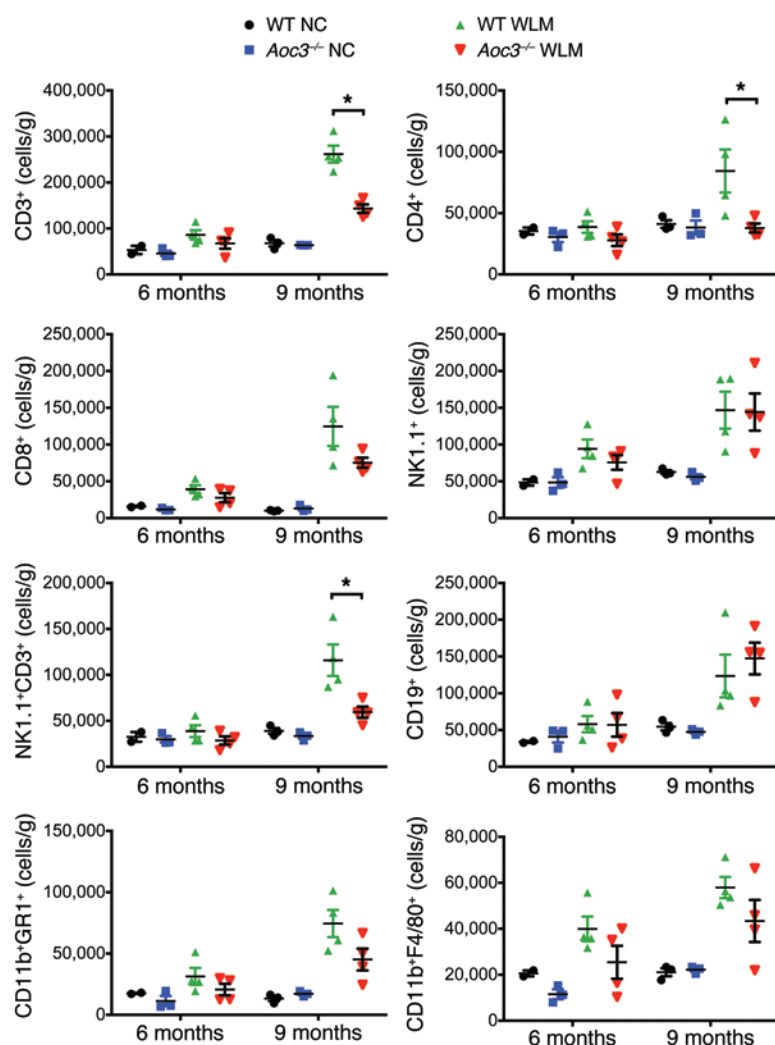 WT NC
WT WLM
Aoc3⁻/⁻ NC
Aoc3⁻/⁻ WLM
CD3⁺ (cells/g)
400,000
300,000
200,000
100,000
0
*
6 months
9 months
CD4⁺ (cells/g)
150,000
100,000
50,000
0
*
6 months
9 months
CD8⁺ (cells/g)
250,000
200,000
150,000
100,000
50,000
0
6 months
9 months
NK1.1⁺ (cells/g)
250,000
200,000
150,000
100,000
50,000
0
6 months
9 months
NK1.1⁺CD3⁺ (cells/g)
200,000
150,000
100,000
50,000
0
*
6 months
9 months
CD19⁺ (cells/g)
250,000
200,000
150,000
100,000
50,000
0
6 months
9 months
CD11b⁺GR1⁺ (cells/g)
150,000
100,000
50,000
0
6 months
9 months
CD11b⁺F4/80⁺ (cells/g)
80,000
60,000
40,000
20,000
0
6 months
9 months